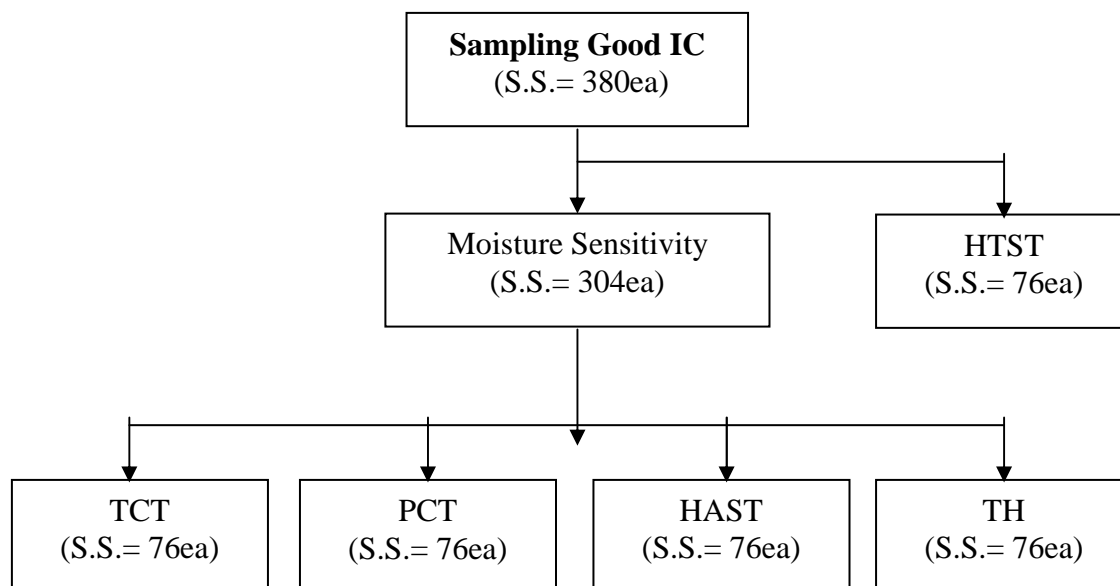 Sampling Good IC
(S.S.= 380ea)
Moisture Sensitivity
(S.S.= 304ea)
HTST
(S.S.= 76ea)
TCT
(S.S.= 76ea)
PCT
(S.S.= 76ea)
HAST
(S.S.= 76ea)
TH
(S.S.= 76ea)